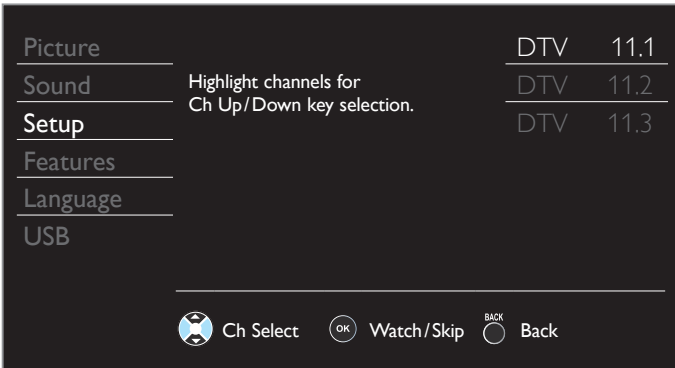 Picture
Sound
Setup
Features
Language
USB
Highlight channels for
Ch Up/Down key selection.
DTV 11.1
DTV 11.2
DTV 11.3
Ch Select
OK
Watch/Skip
BACK
Back